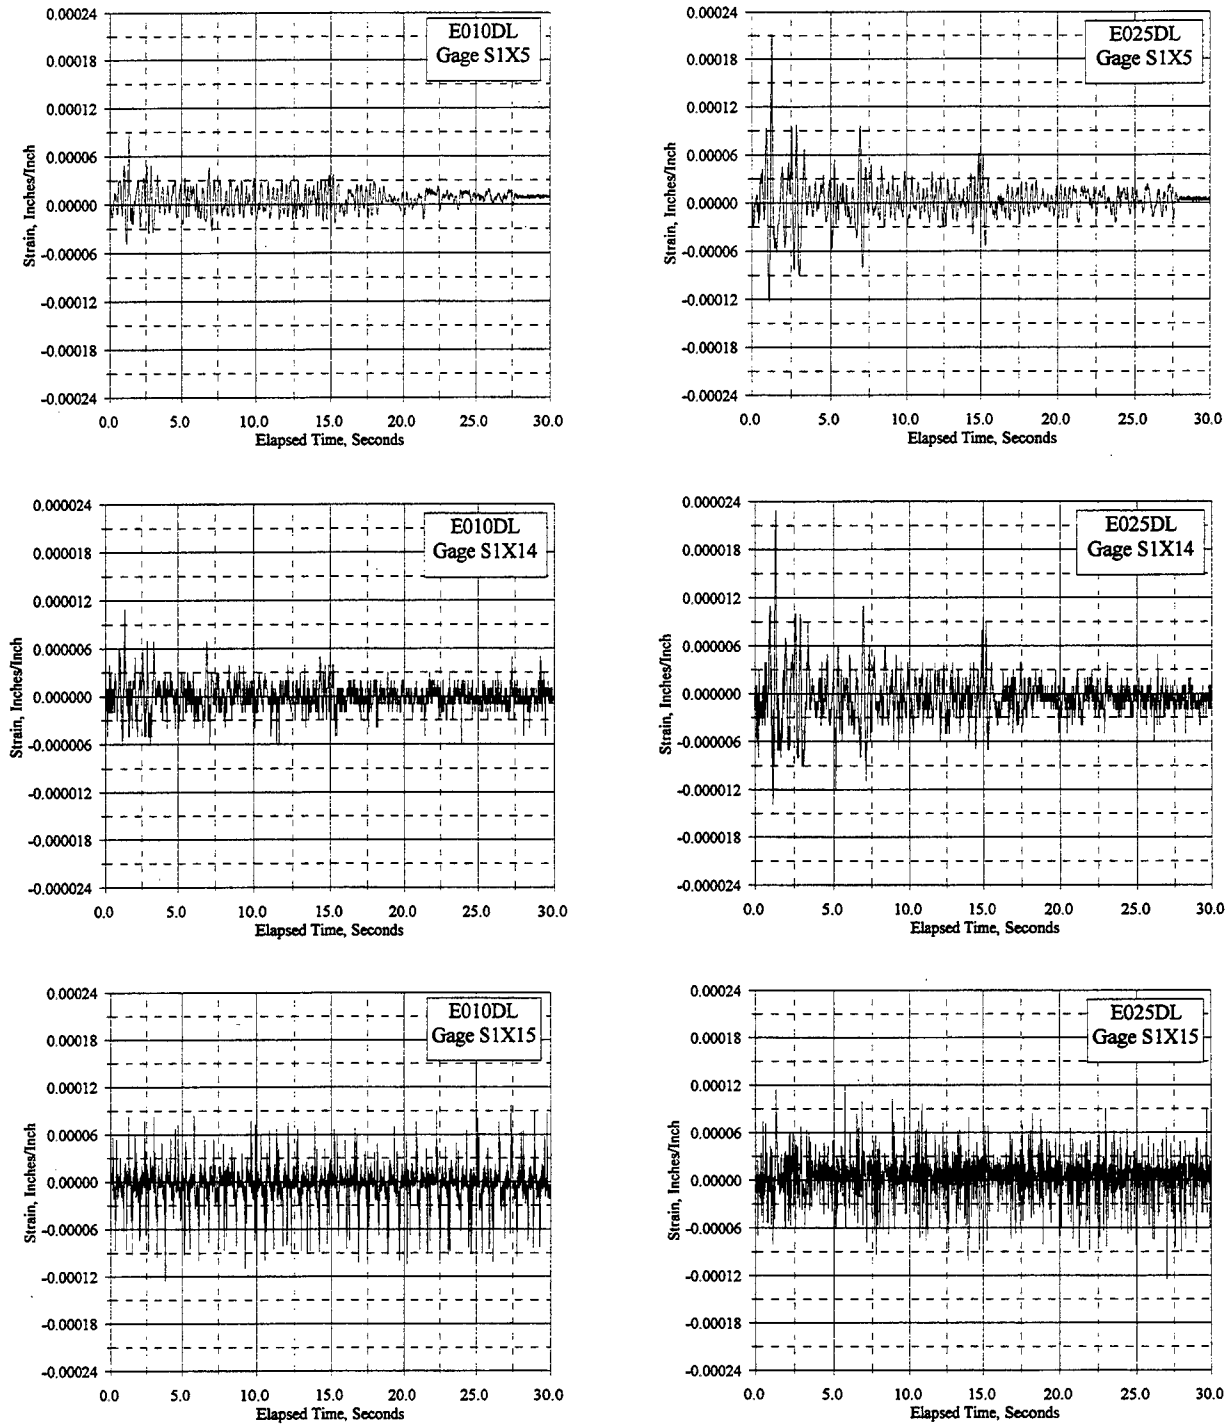 0.00024
0.00018
0.00012
0.00006
0.00000
-0.00006
-0.00012
-0.00018
-0.00024
Strain, Inches/Inch
E010DL
Gage S1X5
0.0 5.0 10.0 15.0 20.0 25.0 30.0
Elapsed Time, Seconds
0.00024
0.00018
0.00012
0.00006
0.00000
-0.00006
-0.00012
-0.00018
-0.00024
Strain, Inches/Inch
E025DL
Gage S1X5
0.0 5.0 10.0 15.0 20.0 25.0 30.0
Elapsed Time, Seconds
0.000024
0.000018
0.000012
0.000006
0.000000
-0.000006
-0.000012
-0.000018
-0.000024
Strain, Inches/Inch
E010DL
Gage S1X14
0.0 5.0 10.0 15.0 20.0 25.0 30.0
Elapsed Time, Seconds
0.000024
0.000018
0.000012
0.000006
0.000000
-0.000006
-0.000012
-0.000018
-0.000024
Strain, Inches/Inch
E025DL
Gage S1X14
0.0 5.0 10.0 15.0 20.0 25.0 30.0
Elapsed Time, Seconds
0.00024
0.00018
0.00012
0.00006
0.00000
-0.00006
-0.00012
-0.00018
-0.00024
Strain, Inches/Inch
E010DL
Gage S1X15
0.0 5.0 10.0 15.0 20.0 25.0 30.0
Elapsed Time, Seconds
0.00024
0.00018
0.00012
0.00006
0.00000
-0.00006
-0.00012
-0.00018
-0.00024
Strain, Inches/Inch
E025DL
Gage S1X15
0.0 5.0 10.0 15.0 20.0 25.0 30.0
Elapsed Time, Seconds